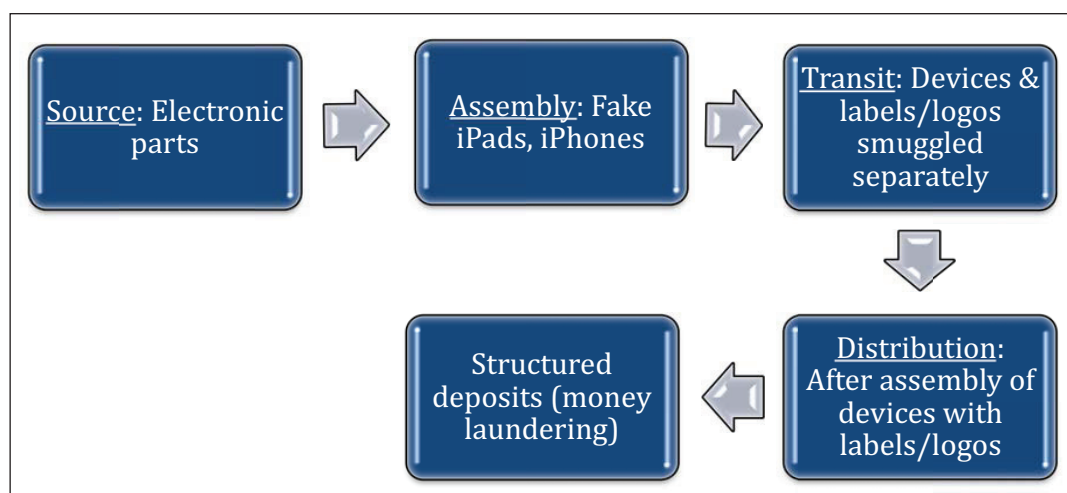 Source: Electronic
parts
Assembly: Fake
iPads, iPhones
Transit: Devices &
labels/logos
smuggled
separately
Distribution:
After assembly of
devices with
labels/logos
Structured
deposits (money
laundering)